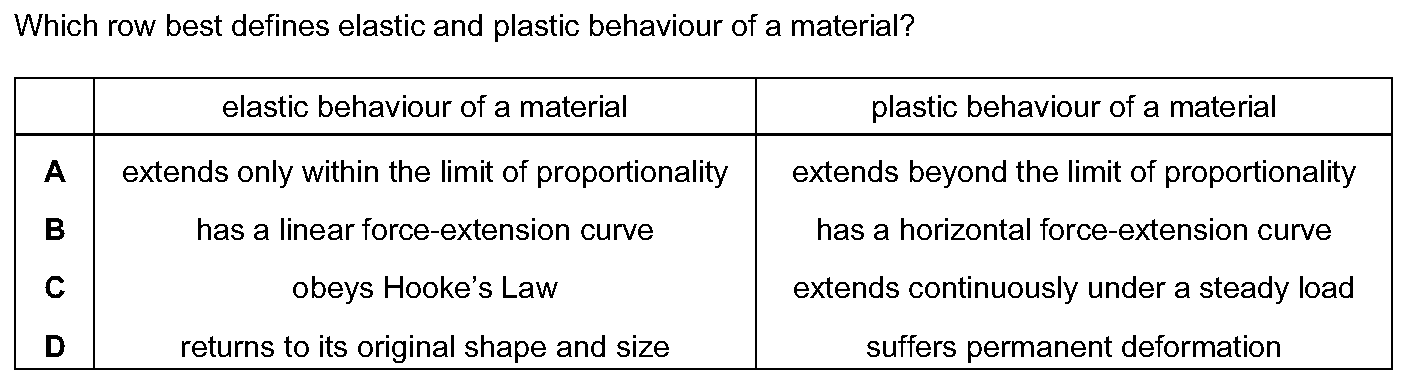 Which row best defines elastic and plastic behaviour of a material?
elastic behaviour of a material plastic behaviour of a material
A extends only within the limit of proportionality extends beyond the limit of proportionality
B has a linear force-extension curve has a horizontal force-extension curve
C obeys Hooke's Law extends continuously under a steady load
D returns to its original shape and size suffers permanent deformation